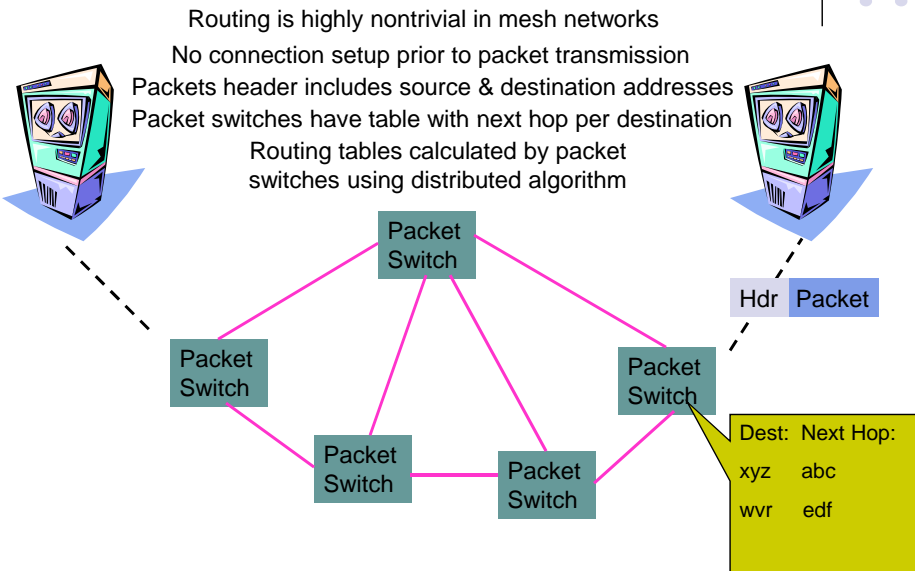 Routing is highly nontrivial in mesh networks
No connection setup prior to packet transmission
Packets header includes source & destination addresses
Packet switches have table with next hop per destination
Routing tables calculated by packet
switches using distributed algorithm
Packet
Switch
Hdr Packet
Packet
Switch
Packet
Switch
Packet
Switch
Packet
Switch
Dest: Next Hop:
xyz abc
wvr edf